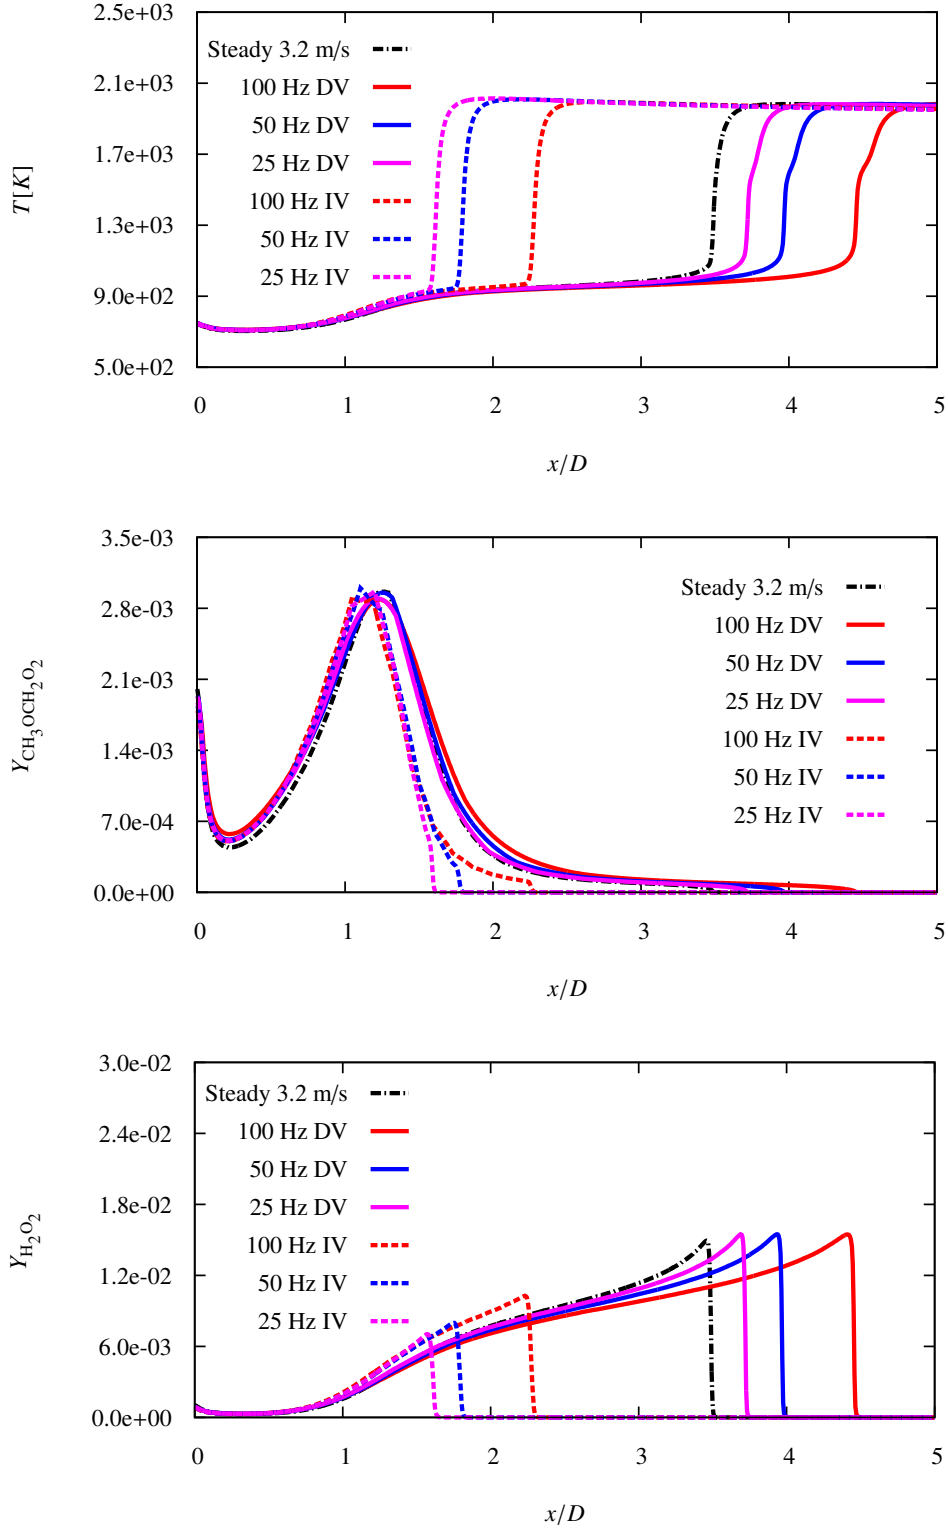 2.5e+03
2.1e+03
1.7e+03
1.3e+03
9.0e+02
5.0e+02
T[K]
Steady 3.2 m/s
100 Hz DV
50 Hz DV
25 Hz DV
100 Hz IV
50 Hz IV
25 Hz IV
0 1 2 3 4 5
x/D
3.5e-03
2.8e-03
2.1e-03
1.4e-03
7.0e-04
0.0e+00
Y_{CH_3OCH_2O_2}
Steady 3.2 m/s
100 Hz DV
50 Hz DV
25 Hz DV
100 Hz IV
50 Hz IV
25 Hz IV
0 1 2 3 4 5
x/D
3.0e-02
2.4e-02
1.8e-02
1.2e-02
6.0e-03
0.0e+00
Y_{H_2O_2}
Steady 3.2 m/s
100 Hz DV
50 Hz DV
25 Hz DV
100 Hz IV
50 Hz IV
25 Hz IV
0 1 2 3 4 5
x/D